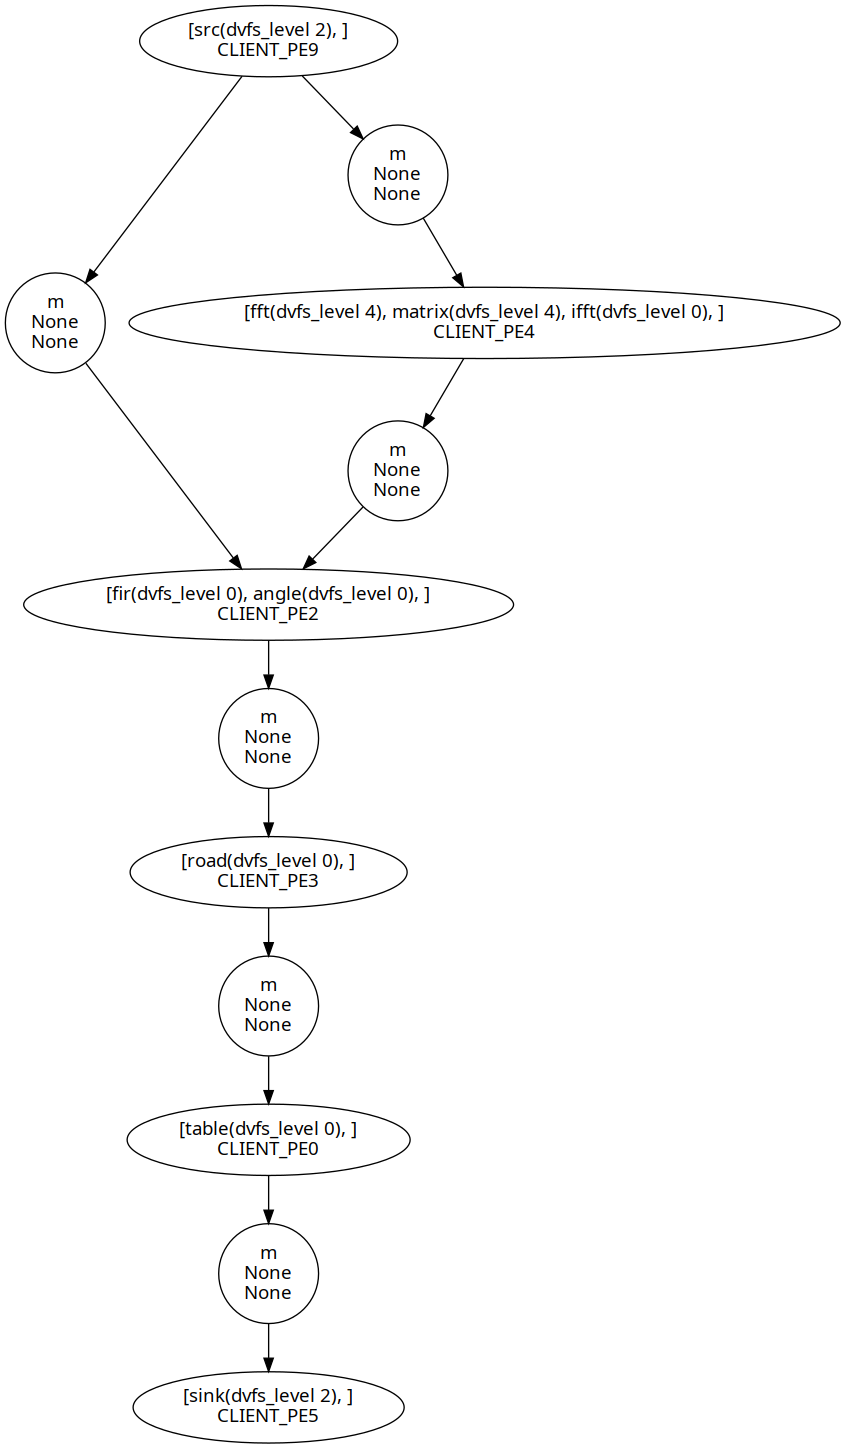 [src(dvfs_level 2), ]
CLIENT_PE9
m
None
None
m
None
None
[fft(dvfs_level 4), matrix(dvfs_level 4), ifft(dvfs_level 0), ]
CLIENT_PE4
m
None
None
[fir(dvfs_level 0), angle(dvfs_level 0), ]
CLIENT_PE2
m
None
None
[road(dvfs_level 0), ]
CLIENT_PE3
m
None
None
[table(dvfs_level 0), ]
CLIENT_PE0
m
None
None
[sink(dvfs_level 2), ]
CLIENT_PE5